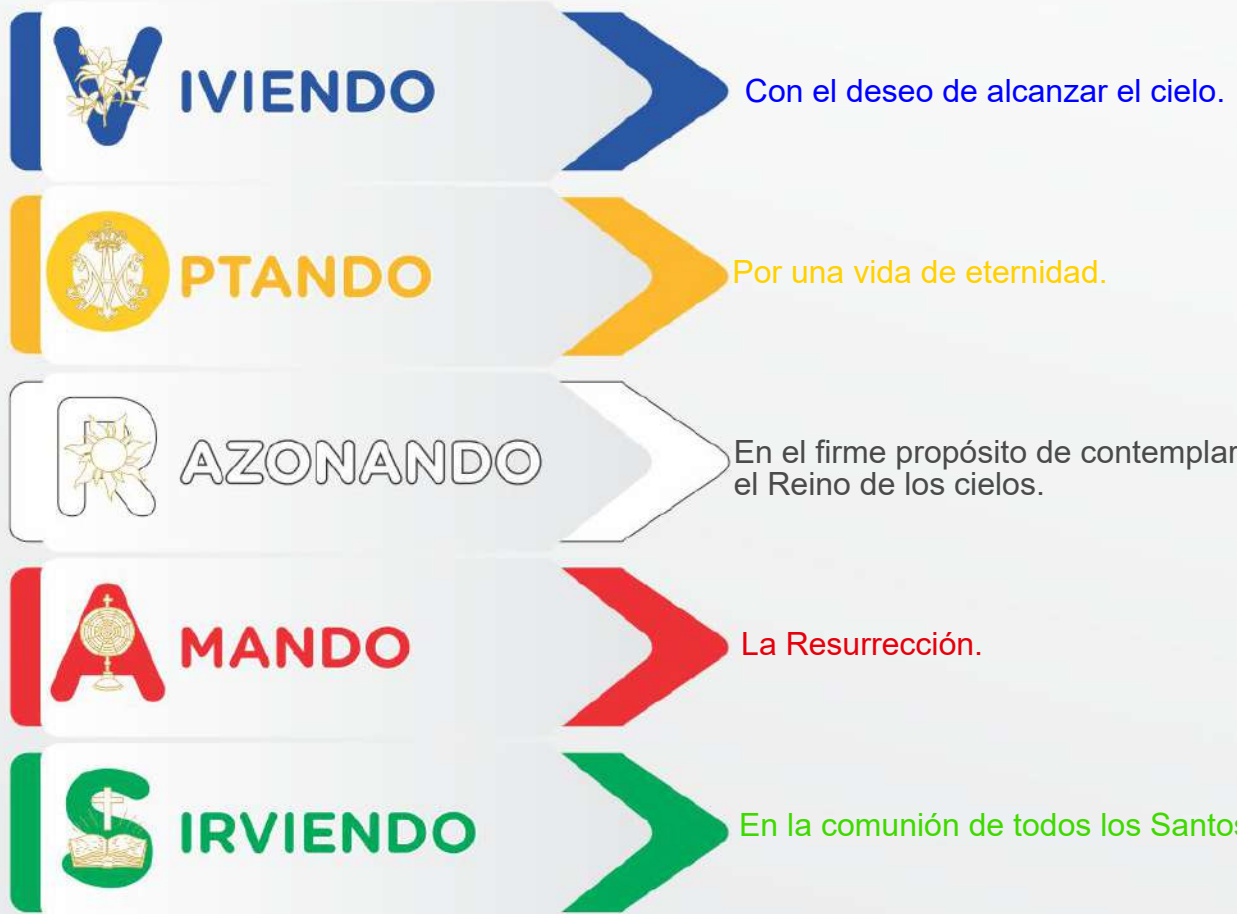 VIVIENDO Con el deseo de alcanzar el cielo.
OPTANDO Por una vida de eternidad.
RAZONANDO En el firme propósito de contemplar
el Reino de los cielos.
AMANDO La Resurrección.
SIRVIENDO En la comunión de todos los Santos